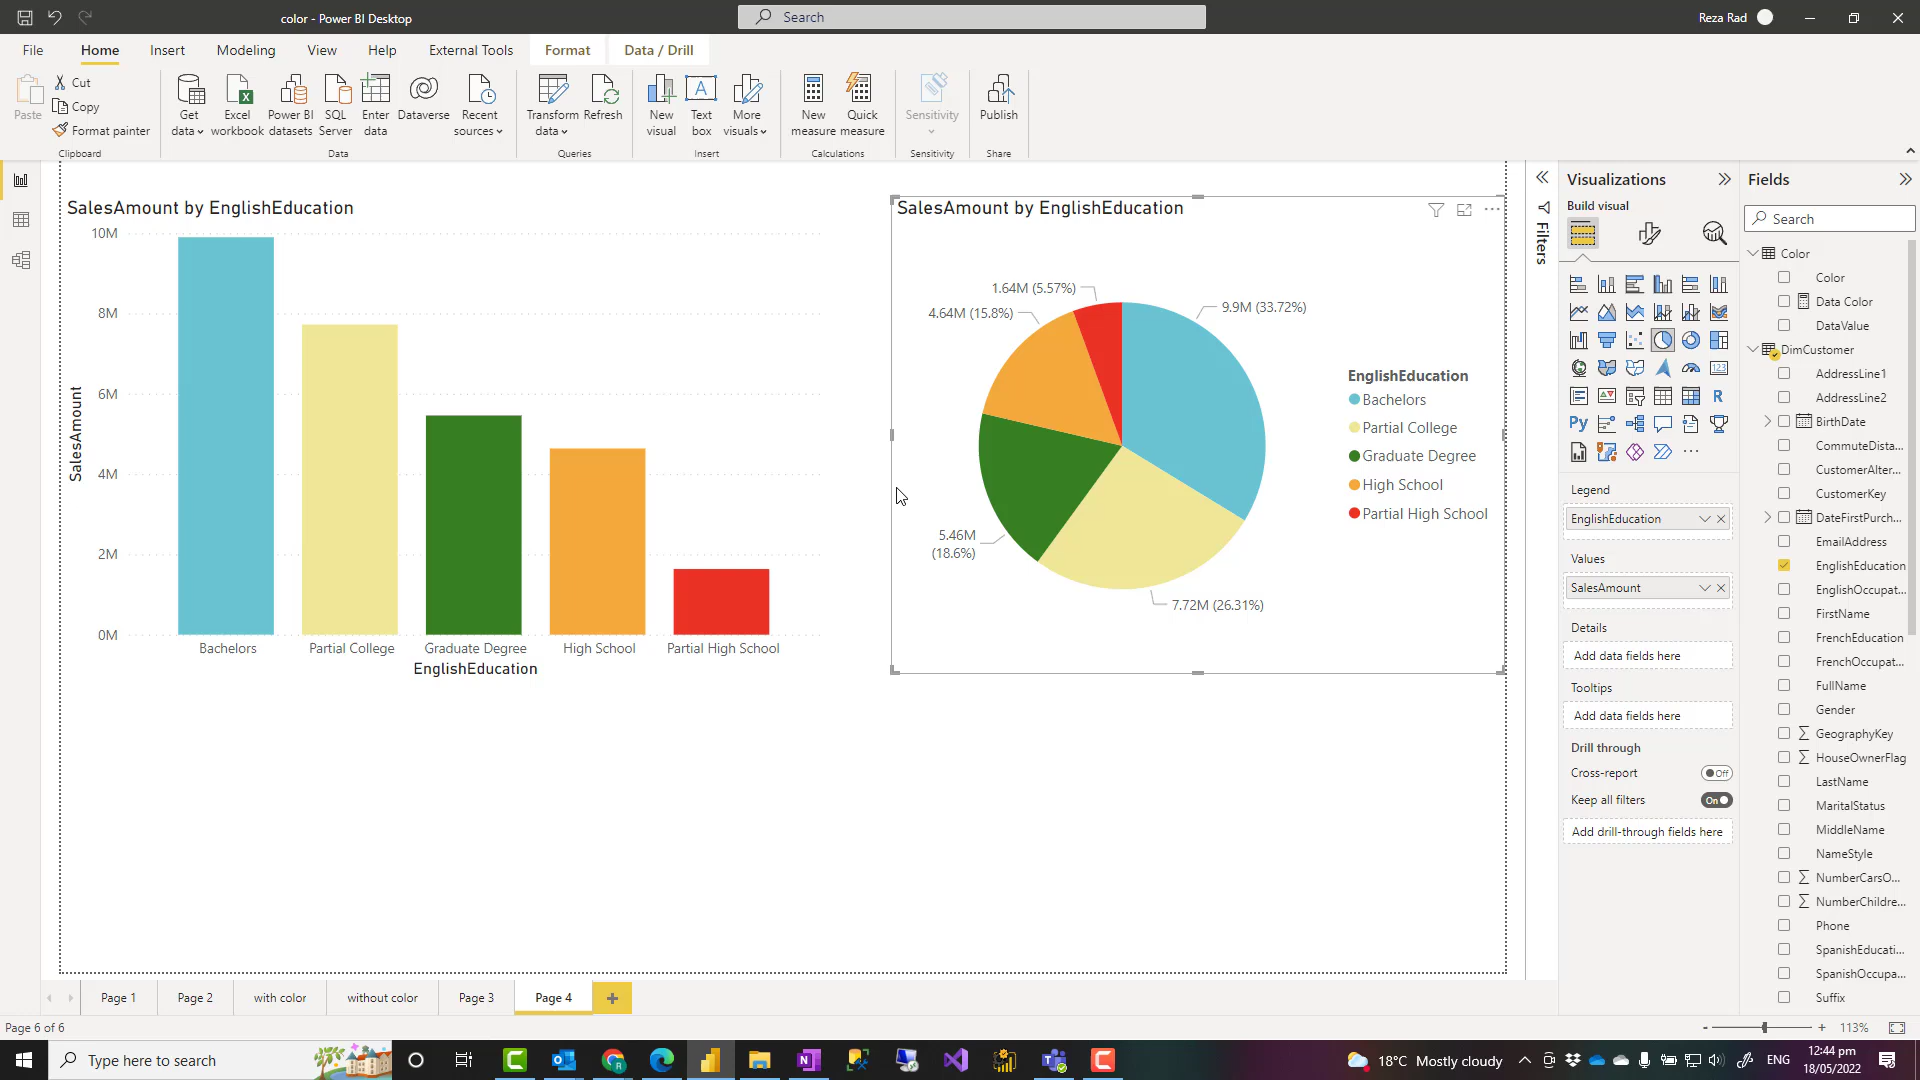 color - Power BI Desktop
Search
Reza Rad
File
Home
Insert
Modeling
View
Help
External Tools
Format
Data / Drill
Paste
Cut
Copy
Format painter
Clipboard
Get data
Excel workbook
Power BI datasets
SQL Server
Enter data
Dataverse
Recent sources
Data
Transform data
Refresh
Queries
New visual
Text box
More visuals
Insert
New measure
Quick measure
Calculations
Sensitivity
Sensitivity
Publish
Share
SalesAmount by EnglishEducation
10M
8M
6M
4M
2M
0M
SalesAmount
Bachelors
Partial College
Graduate Degree
High School
Partial High School
EnglishEducation
SalesAmount by EnglishEducation
1.64M (5.57%)
4.64M (15.8%)
9.9M (33.72%)
5.46M
(18.6%)
7.72M (26.31%)
EnglishEducation
Bachelors
Partial College
Graduate Degree
High School
Partial High School
Filters
Visualizations
Build visual
R
Py
123
Legend
EnglishEducation
Values
SalesAmount
Details
Add data fields here
Tooltips
Add data fields here
Drill through
Cross-report
Off
Keep all filters
On
Add drill-through fields here
Fields
Search
Color
Color
Data Color
DataValue
DimCustomer
AddressLine1
AddressLine2
BirthDate
CommuteDista...
CustomerAlter...
CustomerKey
DateFirstPurch...
EmailAddress
EnglishEducation
EnglishOccupat...
FirstName
FrenchEducation
FrenchOccupat...
FullName
Gender
GeographyKey
HouseOwnerFlag
LastName
MaritalStatus
MiddleName
NameStyle
NumberCarsO...
NumberChildre...
Phone
SpanishEducati...
SpanishOccupa...
Suffix
Page 1
Page 2
with color
without color
Page 3
Page 4
Page 6 of 6
- + 113%
Type here to search
18°C Mostly cloudy
ENG
12:44 pm
18/05/2022